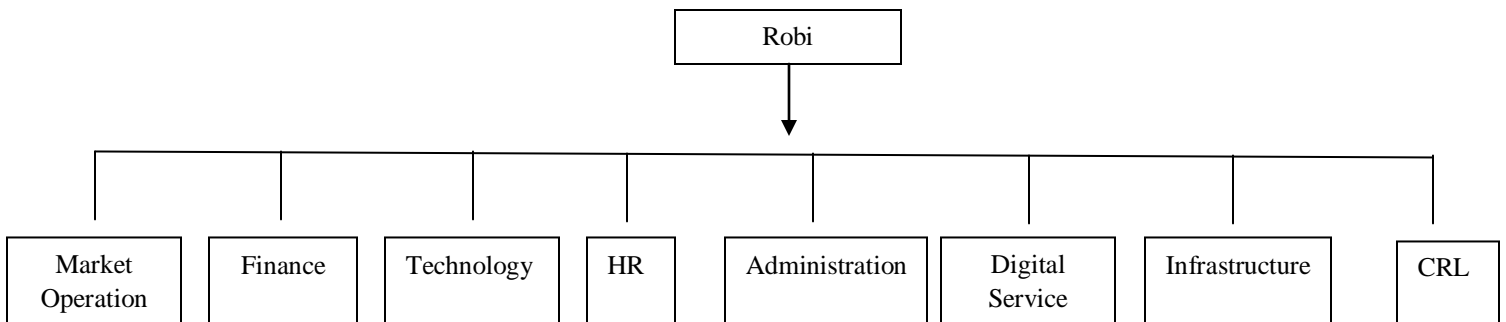 Robi
Market
Operation
Finance
Technology
HR
Administration
Digital
Service
Infrastructure
CRL